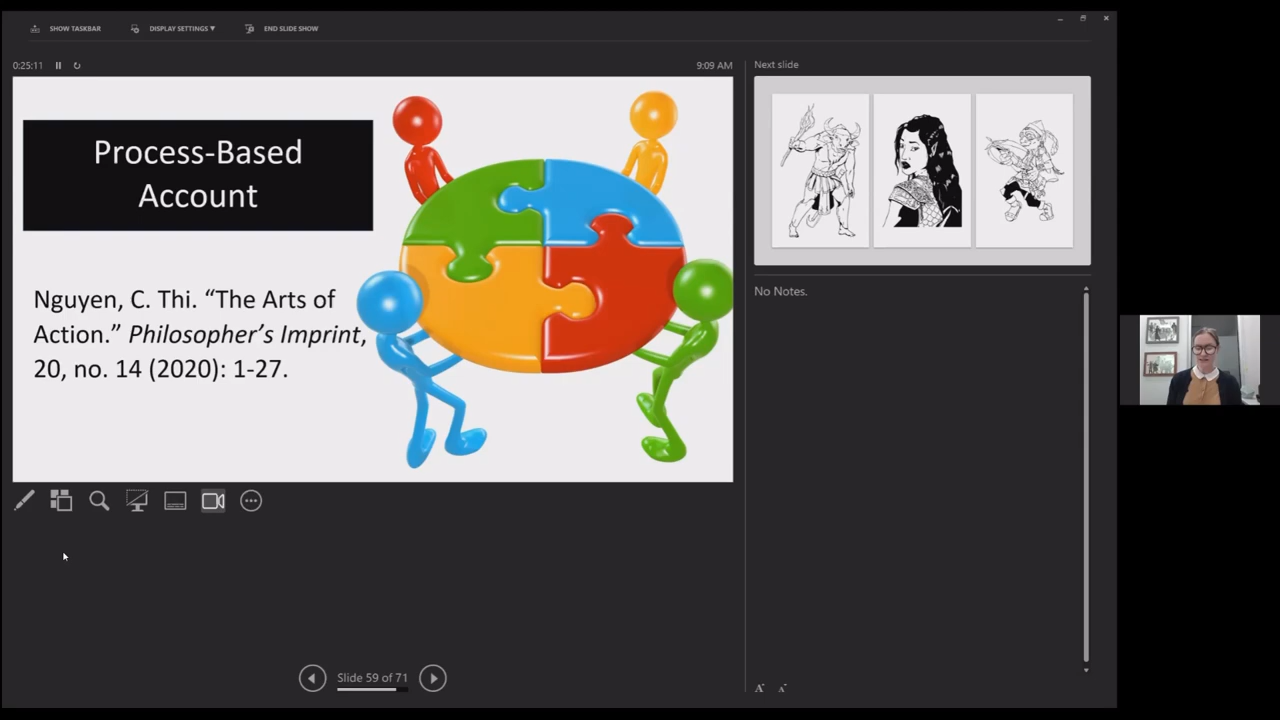 SHOW TASKBAR
DISPLAY SETTINGS ▼
END SLIDE SHOW
0:25:11
9:09 AM
Process-Based
Account
Nguyen, C. Thi. “The Arts of
Action.” Philosopher’s Imprint,
20, no. 14 (2020): 1-27.
Slide 59 of 71
Next slide
No Notes.
A
A